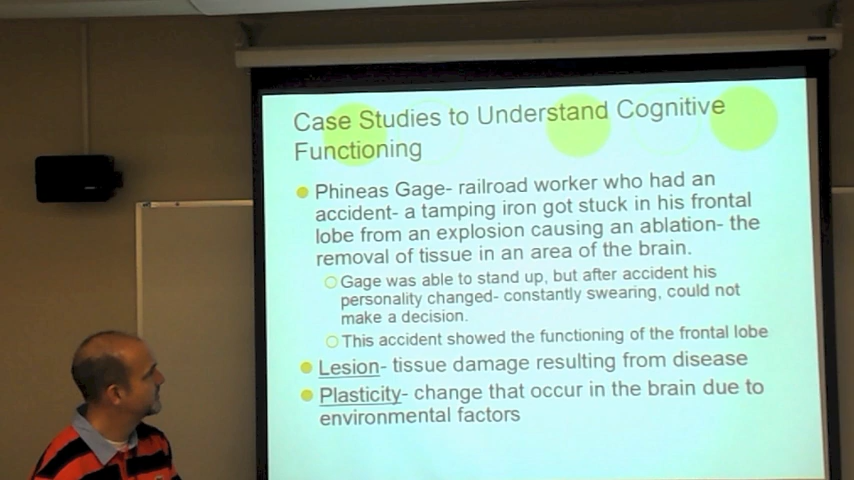 Case Studies to Understand Cognitive
Functioning
Phineas Gage- railroad worker who had an
accident- a tamping iron got stuck in his frontal
lobe from an explosion causing an ablation- the
removal of tissue in an area of the brain.
Gage was able to stand up, but after accident his
personality changed- constantly swearing, could not
make a decision.
This accident showed the functioning of the frontal lobe
Lesion- tissue damage resulting from disease
Plasticity- change that occur in the brain due to
environmental factors